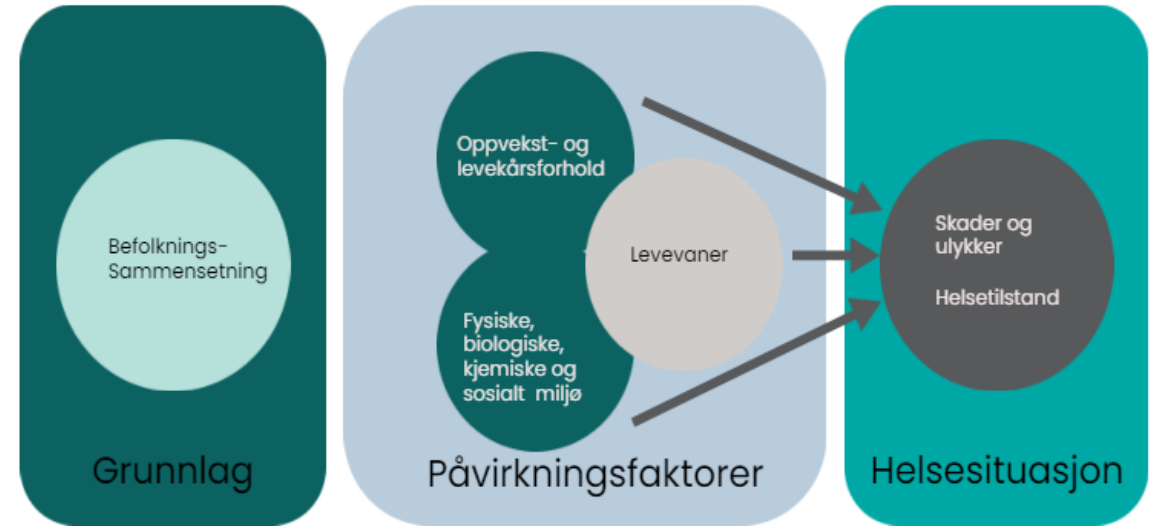 Befolknings-
Sammensetning
Grunnlag
Oppvekst- og
levekårsforhold
Levevaner
Fysiske,
biologiske,
kjemiske og
sosialt miljø
Påvirkningsfaktorer
Skader og
ulykker
Helsetilstand
Helsesituasjon